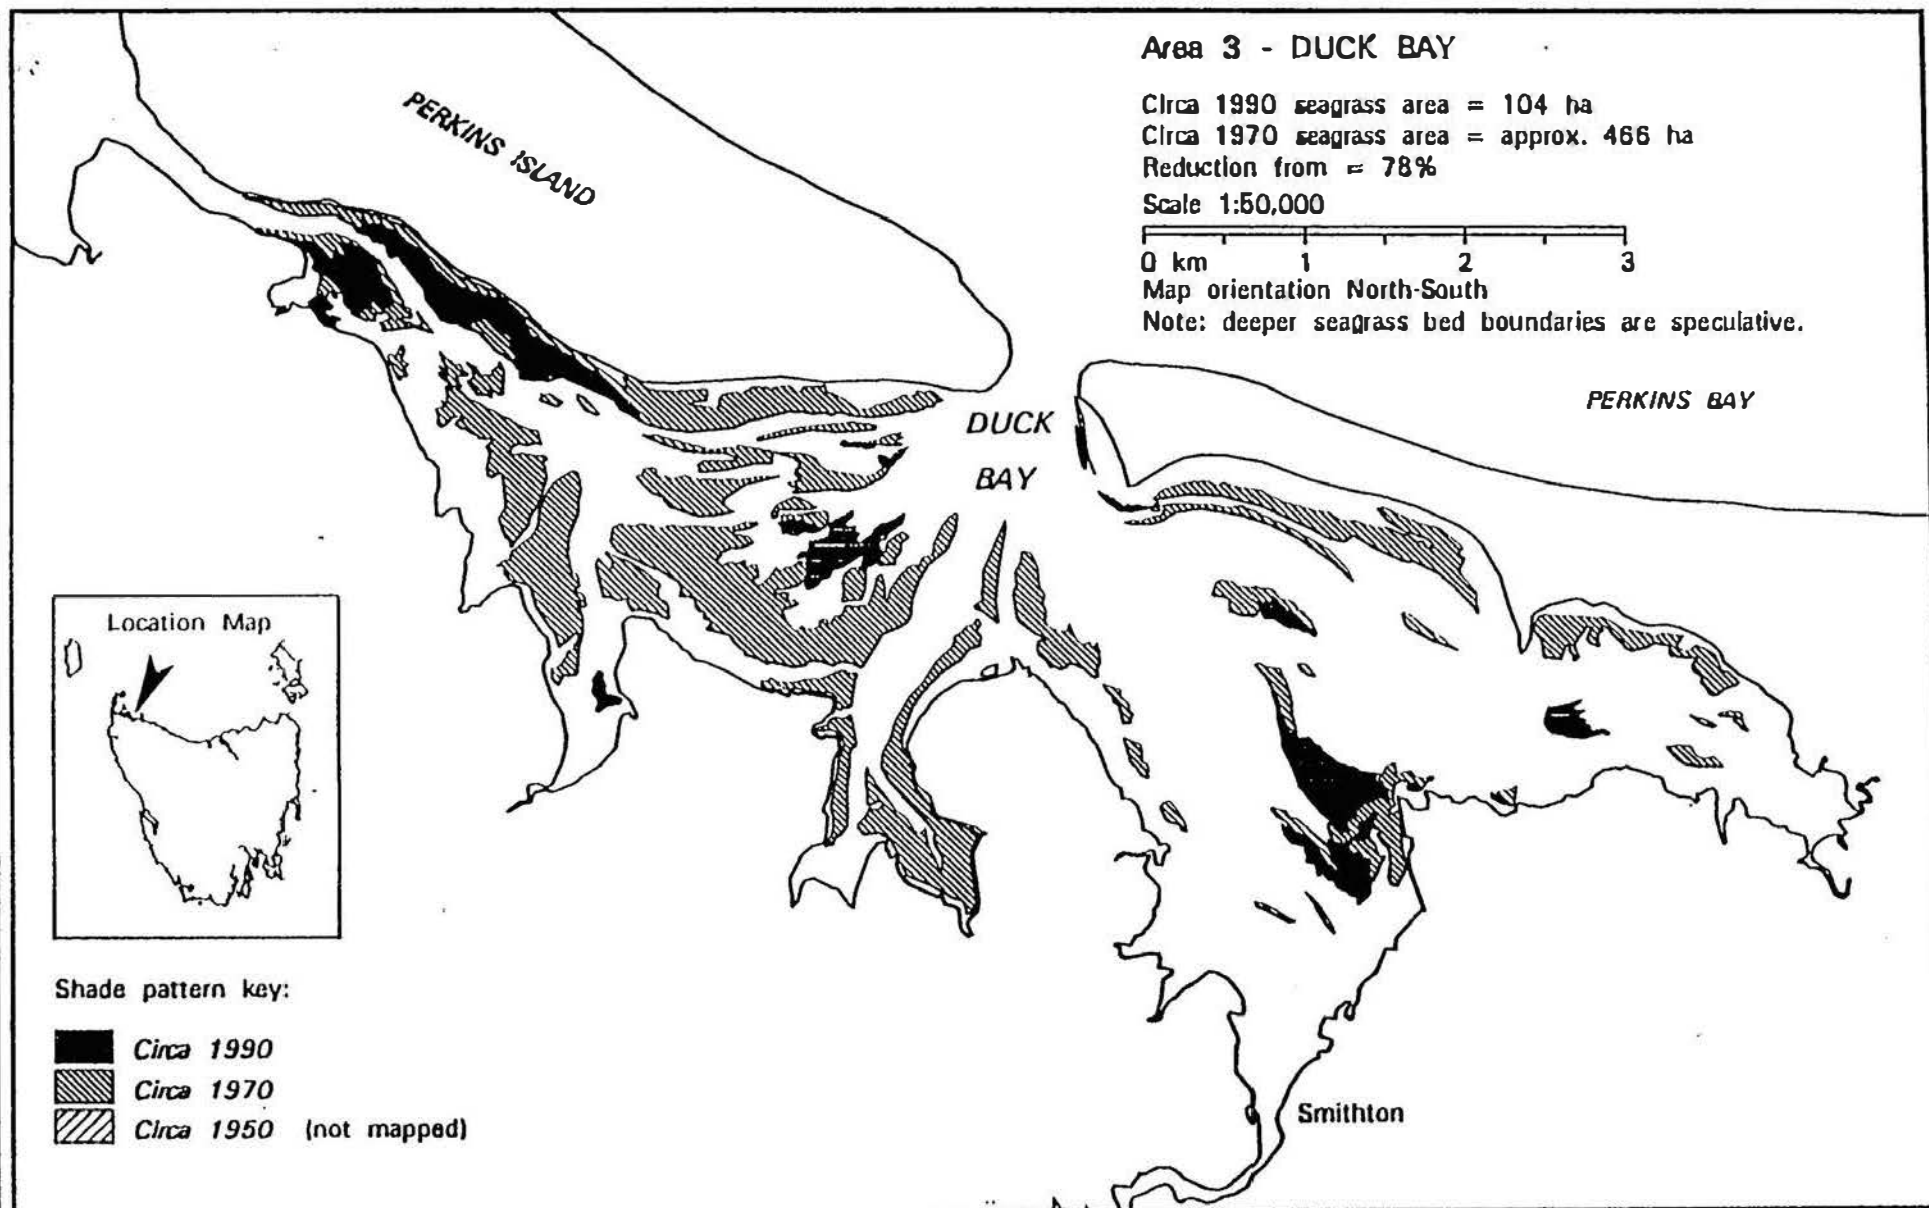 Area 3 - DUCK BAY
Circa 1990 seagrass area = 104 ha
Circa 1970 seagrass area = approx. 466 ha
Reduction from = 78%
Scale 1:50,000
0 km 1 2 3
Map orientation North-South
Note: deeper seagrass bed boundaries are speculative.
PERKINS ISLAND
PERKINS BAY
DUCK
BAY
Location Map
Shade pattern key:
Circa 1990
Circa 1970
Circa 1950 (not mapped)
Smithton